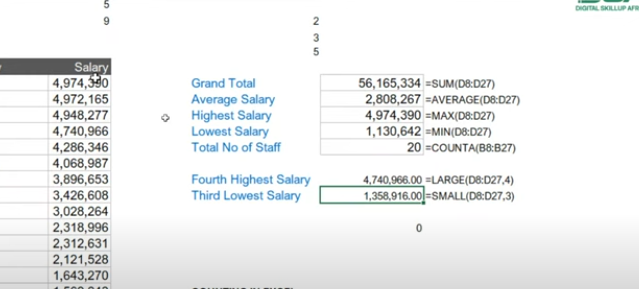 5
9
2
3
5
DIGITAL SKILLUP AFR
Salary
4,974,390
4,972,165
4,948,277
4,740,966
4,286,346
4,068,987
3,896,653
3,426,608
3,028,264
2,318,996
2,312,631
2,121,528
1,643,270
Grand Total 56,165,334 =SUM(D8:D27)
Average Salary 2,808,267 =AVERAGE(D8:D27)
Highest Salary 4,974,390 =MAX(D8:D27)
Lowest Salary 1,130,642 =MIN(D8:D27)
Total No of Staff 20 =COUNTA(B8:B27)
Fourth Highest Salary 4,740,966.00 =LARGE(D8:D27,4)
Third Lowest Salary 1,358,916.00 =SMALL(D8:D27,3)
0